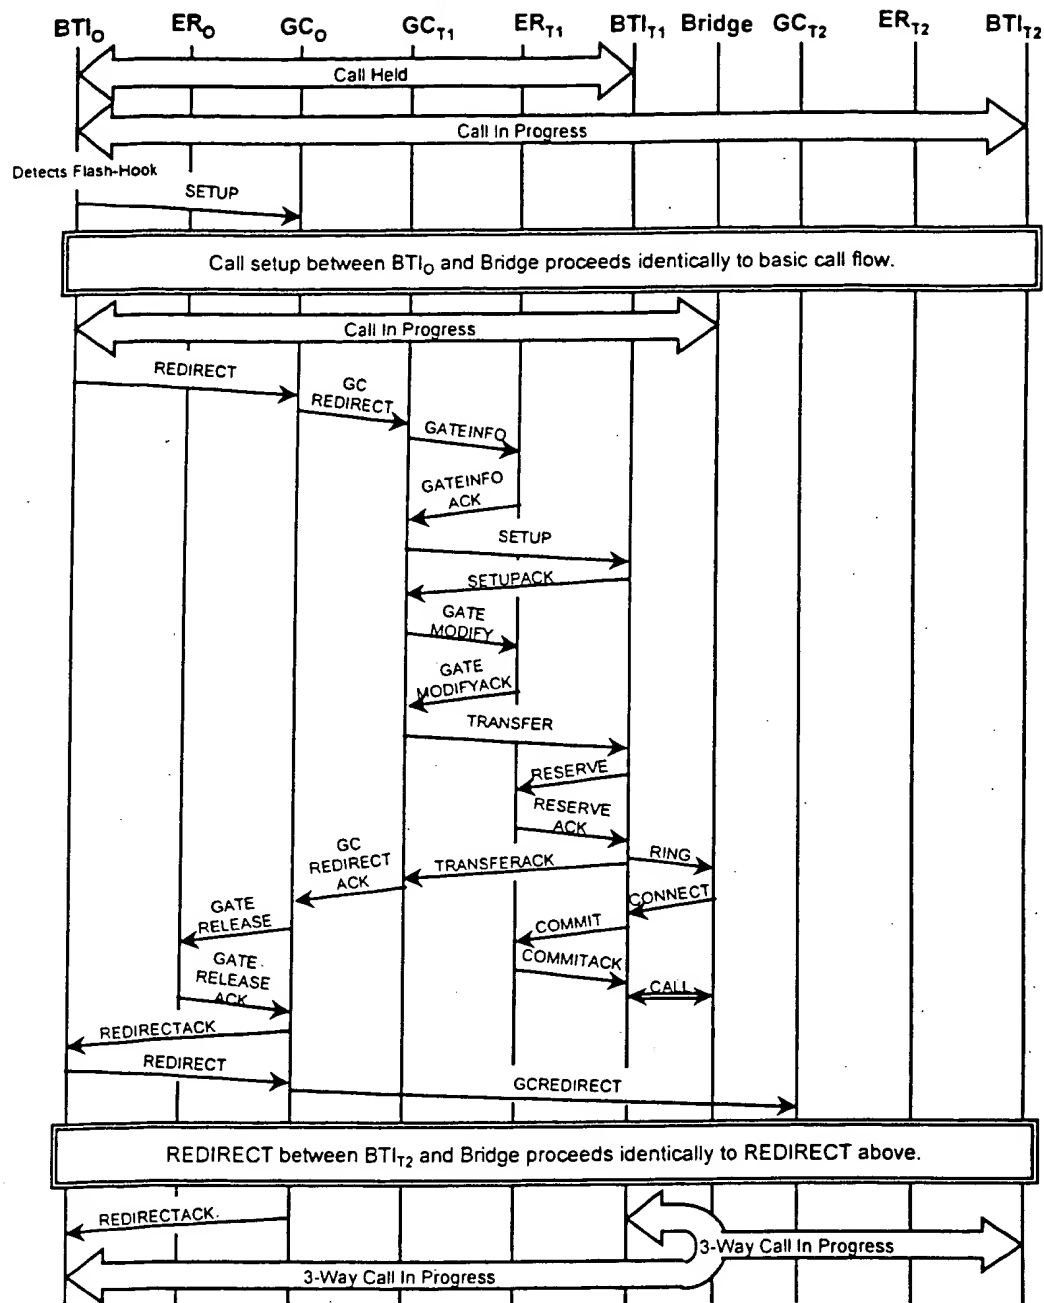 BTI_O ER_O GC_O GC_T1 ER_T1 BTI_T1 Bridge GC_T2 ER_T2 BTI_T2
Call Held
Call In Progress
Detects Flash-Hook
SETUP
Call setup between BTI_O and Bridge proceeds identically to basic call flow.
Call In Progress
REDIRECT
GC
REDIRECT
GATEINFO
GATEINFO
ACK
SETUP
SETUPACK
GATE
MODIFY
GATE
MODIFYACK
TRANSFER
RESERVE
RESERVE
ACK
RING
GC
REDIRECT
ACK
TRANSFERACK
CONNECT
GATE
RELEASE
COMMIT
COMMITACK
GATE
RELEASE
ACK
CALL
REDIRECTACK
REDIRECT
GCREDIRECT
REDIRECT between BTI_T2 and Bridge proceeds identically to REDIRECT above.
REDIRECTACK
3-Way Call In Progress
3-Way Call In Progress